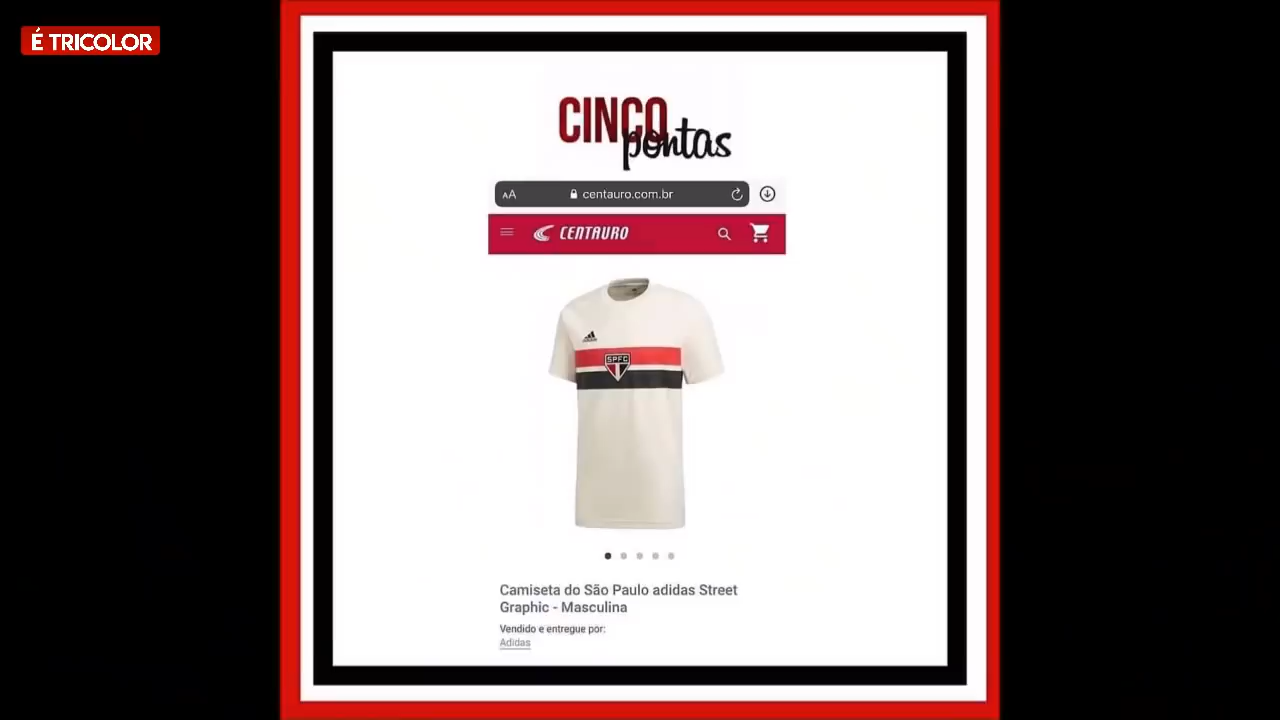 É TRICOLOR
CINCO
pontas
AA centauro.com.br
CENTAURO
SPFC
Camiseta do São Paulo adidas Street
Graphic - Masculina
Vendido e entregue por:
Adidas